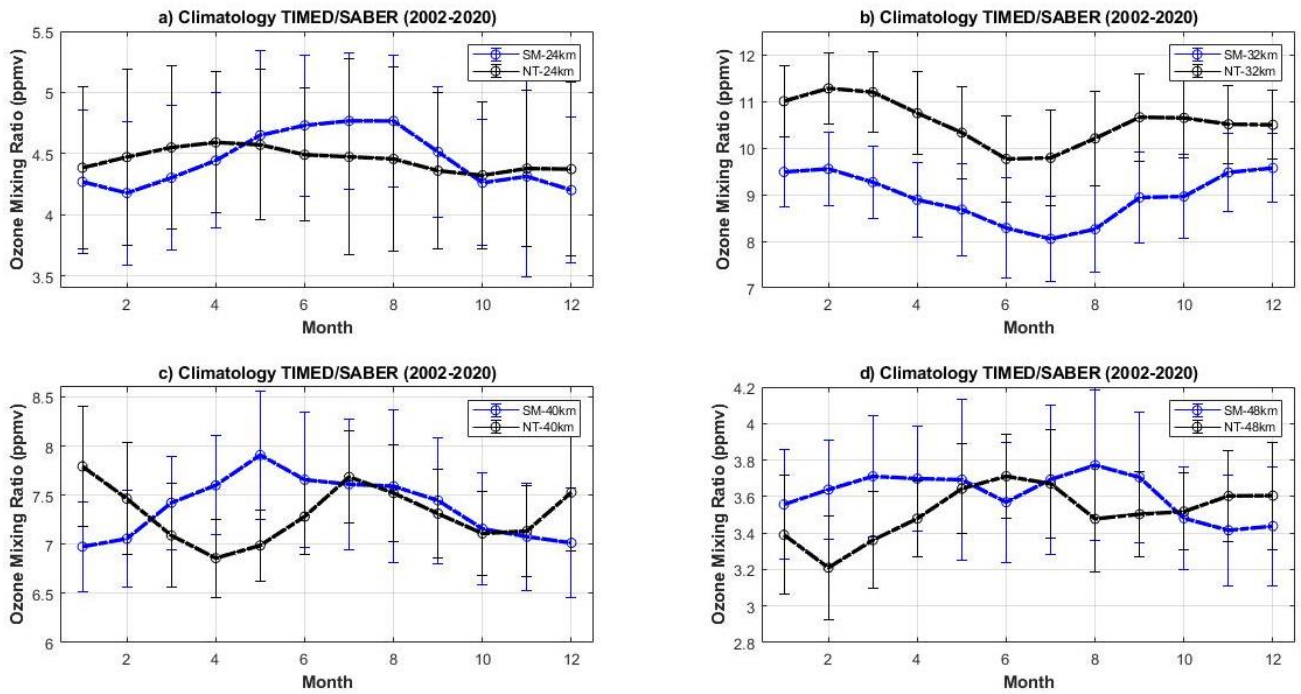 a) Climatology TIMED/SABER (2002-2020)
5.5
5
4.5
4
3.5
Ozone Mixing Ratio (ppmv)
SM-24km
NT-24km
2 4 6 8 10 12
Month
b) Climatology TIMED/SABER (2002-2020)
12
11
10
9
8
7
Ozone Mixing Ratio (ppmv)
SM-32km
NT-32km
2 4 6 8 10 12
Month
c) Climatology TIMED/SABER (2002-2020)
8.5
8
7.5
7
6.5
6
Ozone Mixing Ratio (ppmv)
SM-40km
NT-40km
2 4 6 8 10 12
Month
d) Climatology TIMED/SABER (2002-2020)
4.2
4
3.8
3.6
3.4
3.2
3
2.8
Ozone Mixing Ratio (ppmv)
SM-48km
NT-48km
2 4 6 8 10 12
Month